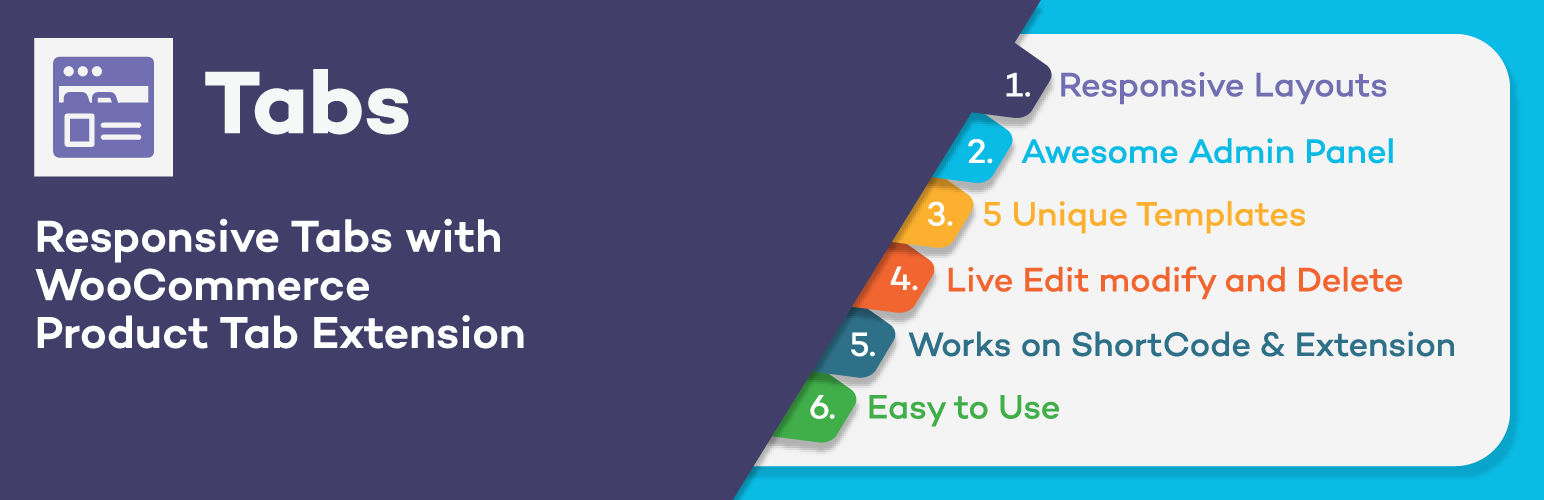 Tabs
Responsive Tabs with
WooCommerce
Product Tab Extension
1. Responsive Layouts
2. Awesome Admin Panel
3. 5 Unique Templates
4. Live Edit modify and Delete
5. Works on ShortCode & Extension
6. Easy to Use